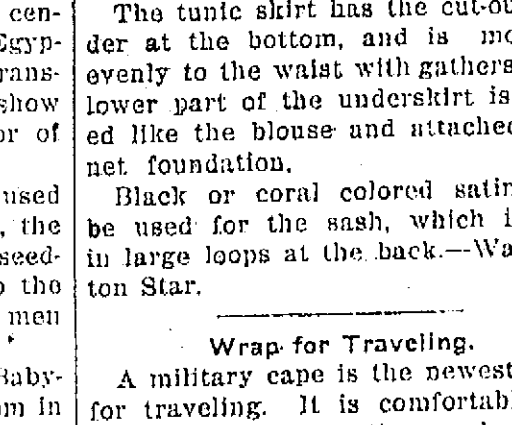 cen-
Egyp-
rans-
show
or of
used
, the
seed-
o the
men
Baby-
om in
The tunic skirt has the cut-ou
der at the bottom, and is mo
evenly to the waist with gathers
lower part of the underskirt is
ed like the blouse and attached
net foundation.
Black or coral colored satin
be used for the sash, which i
in large loops at the back.—Wa
ton Star.
Wrap for Traveling.
A military cape is the newest
for traveling. It is comfortabl